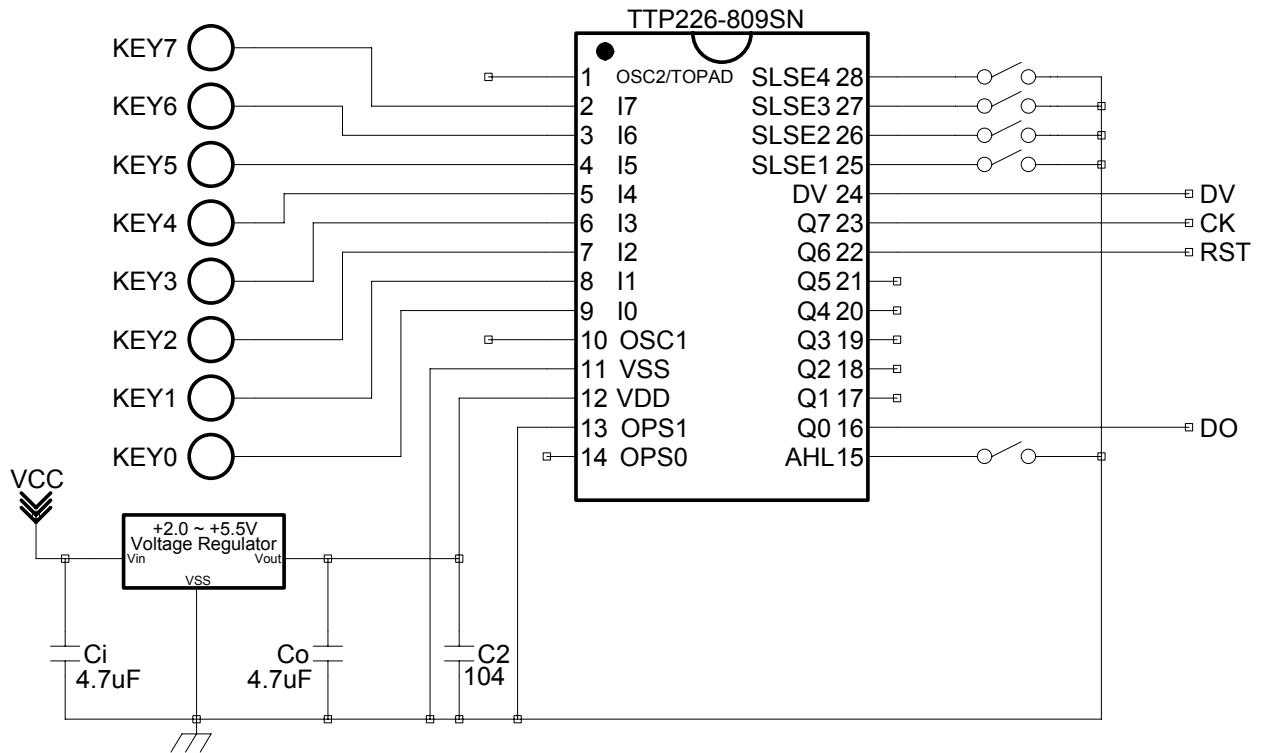 TTP226-809SN
KEY7
KEY6
KEY5
KEY4
KEY3
KEY2
KEY1
KEY0
1 OSC2/TOPAD SLSE4 28
2 I7 SLSE3 27
3 I6 SLSE2 26
4 I5 SLSE1 25
5 I4 DV 24
6 I3 Q7 23
7 I2 Q6 22
8 I1 Q5 21
9 I0 Q4 20
10 OSC1 Q3 19
11 VSS Q2 18
12 VDD Q1 17
13 OPS1 Q0 16
14 OPS0 AHL 15
DV
CK
RST
DO
VCC
+2.0 ~ +5.5V
Voltage Regulator
Vin Vout
VSS
Ci
4.7uF
Co
4.7uF
C2
104